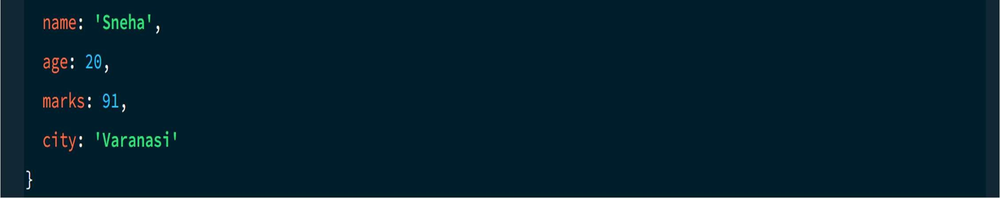 name: 'Sneha',
age: 20,
marks: 91,
city: 'Varanasi'
}